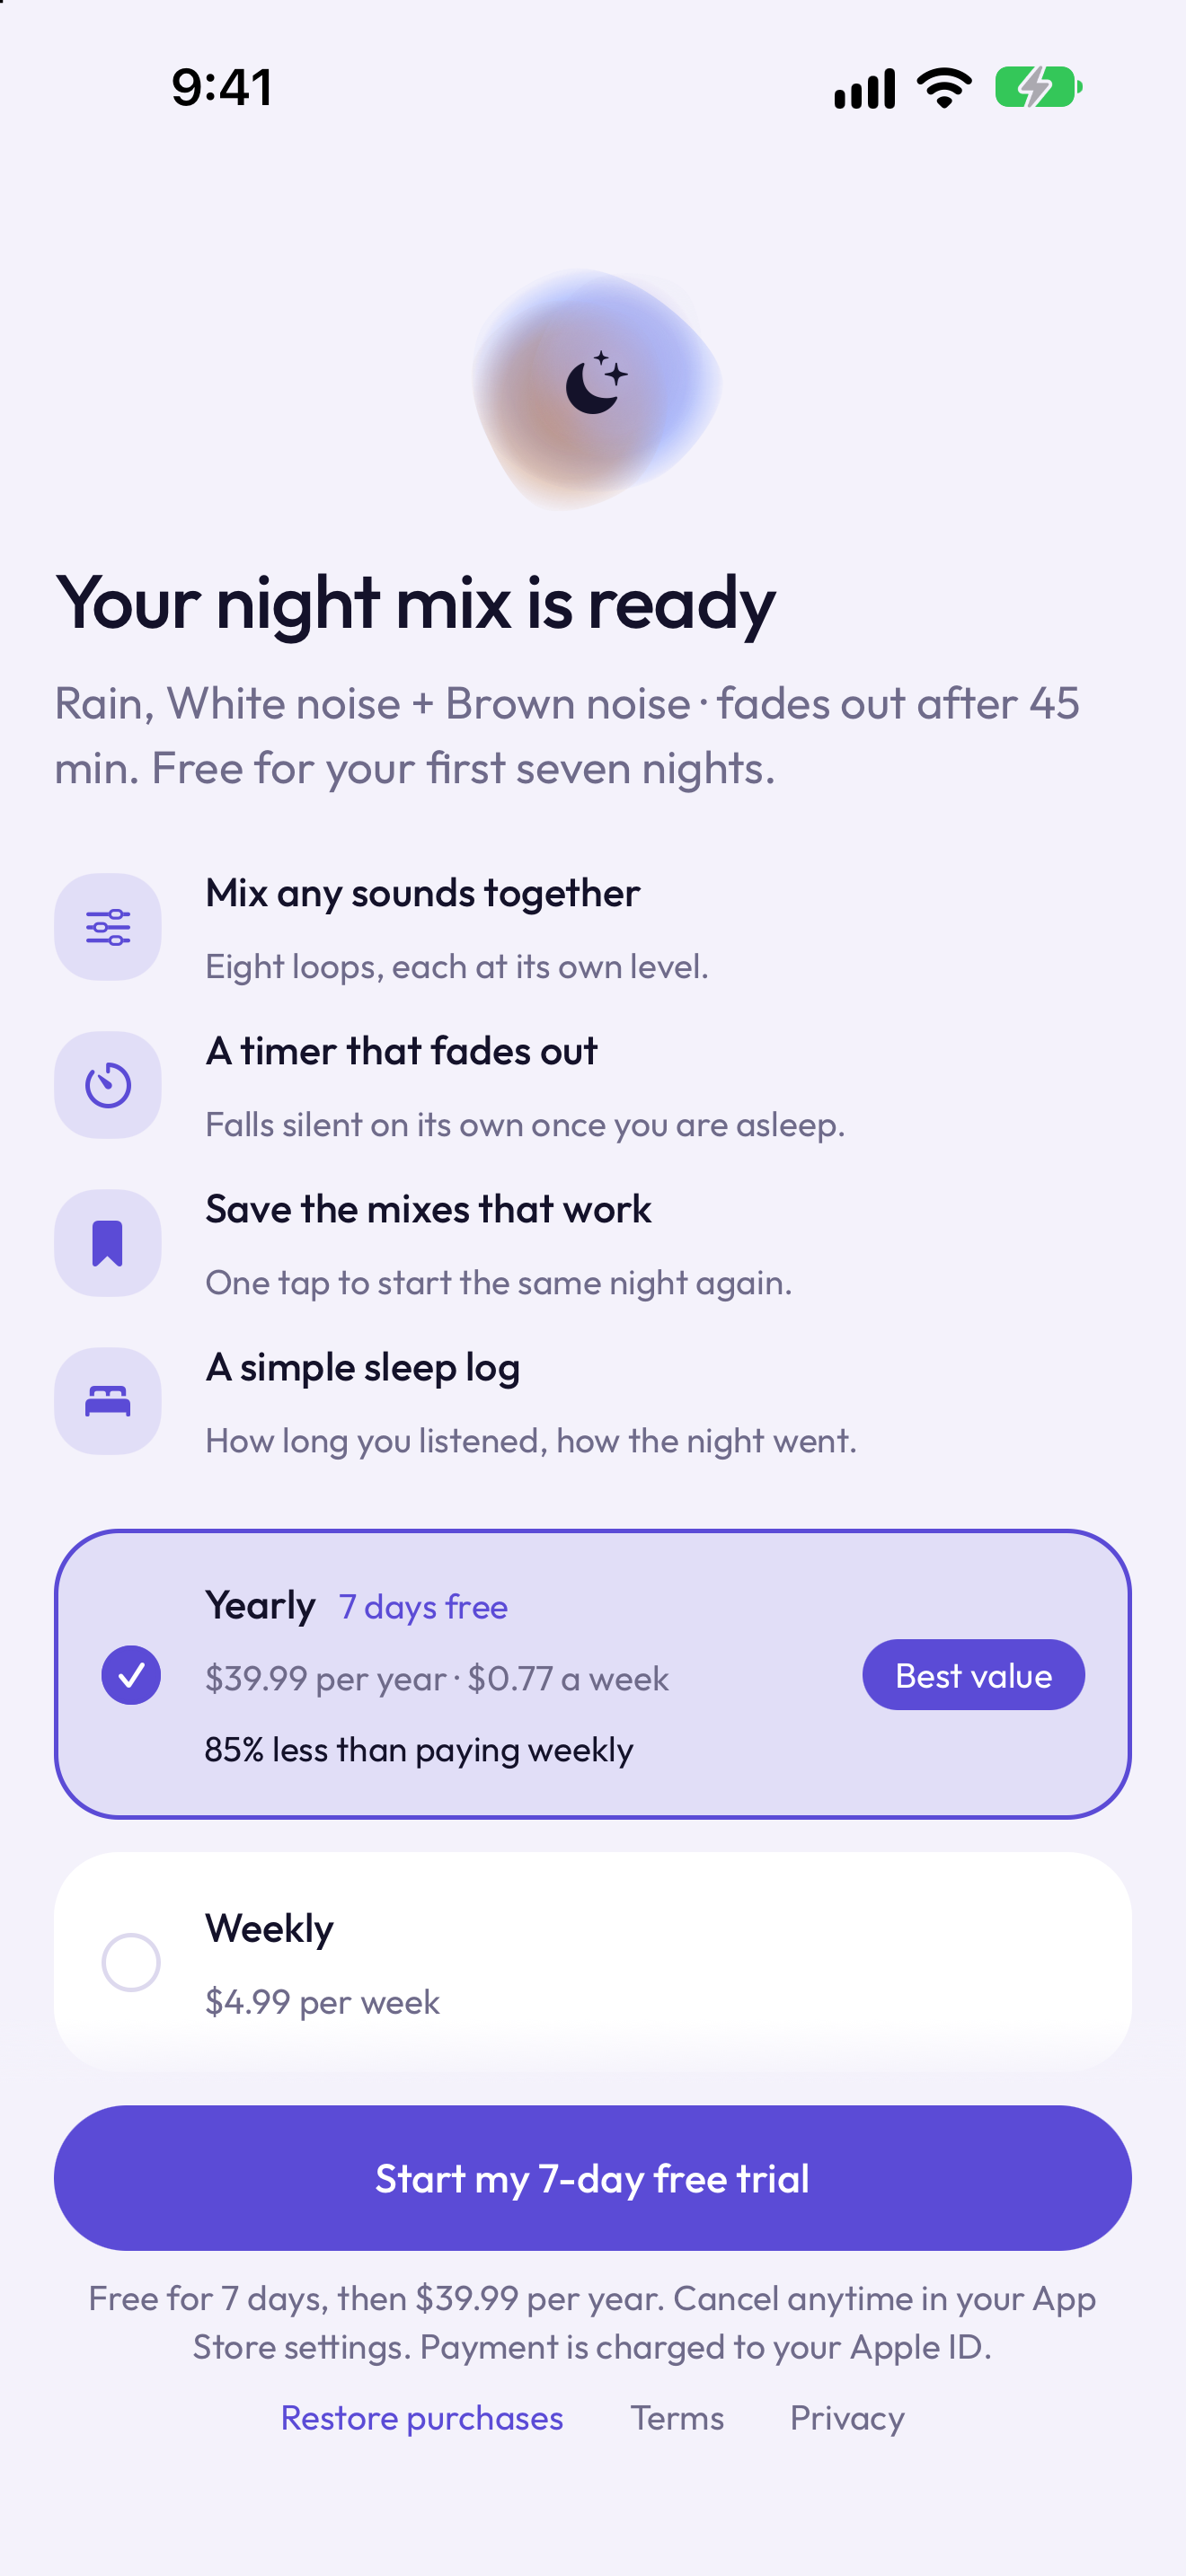 9:41
Your night mix is ready
Rain, White noise + Brown noise · fades out after 45
min. Free for your first seven nights.
Mix any sounds together
Eight loops, each at its own level.
A timer that fades out
Falls silent on its own once you are asleep.
Save the mixes that work
One tap to start the same night again.
A simple sleep log
How long you listened, how the night went.
Yearly 7 days free
$39.99 per year · $0.77 a week
Best value
85% less than paying weekly
Weekly
$4.99 per week
Start my 7-day free trial
Free for 7 days, then $39.99 per year. Cancel anytime in your App
Store settings. Payment is charged to your Apple ID.
Restore purchases Terms Privacy